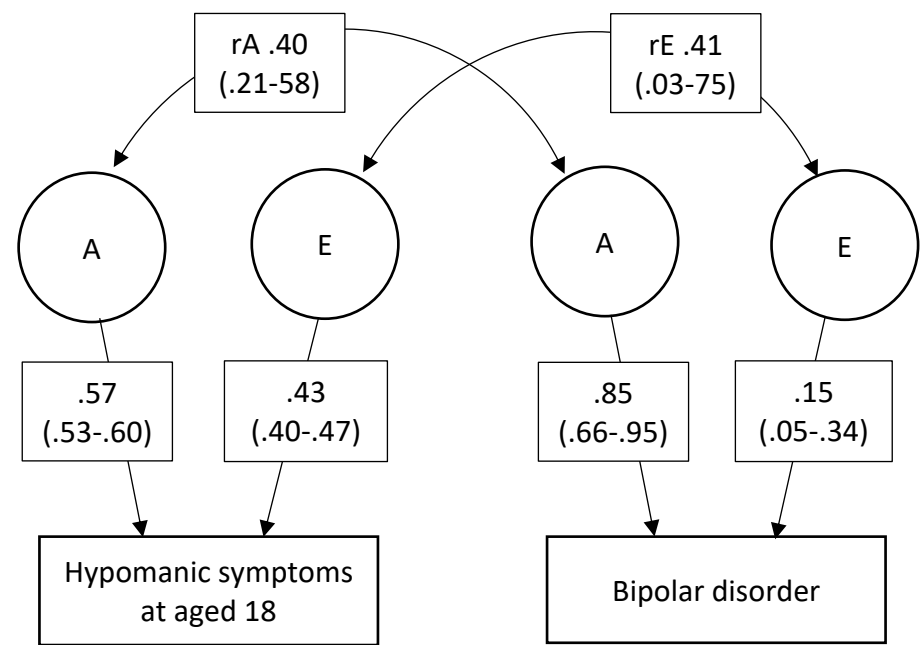 rA .40
(.21-58)
rE .41
(.03-75)
A
E
A
E
.57
(.53-.60)
.43
(.40-.47)
.85
(.66-.95)
.15
(.05-.34)
Hypomanic symptoms
at aged 18
Bipolar disorder